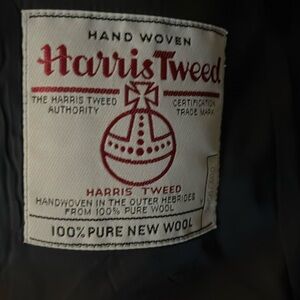 HAND WOVEN
Harris Tweed
THE HARRIS TWEED AUTHORITY
CERTIFICATION TRADE MARK
HARRIS TWEED
HANDWOVEN IN THE OUTER HEBRIDES
FROM 100% PURE WOOL
100% PURE NEW WOOL